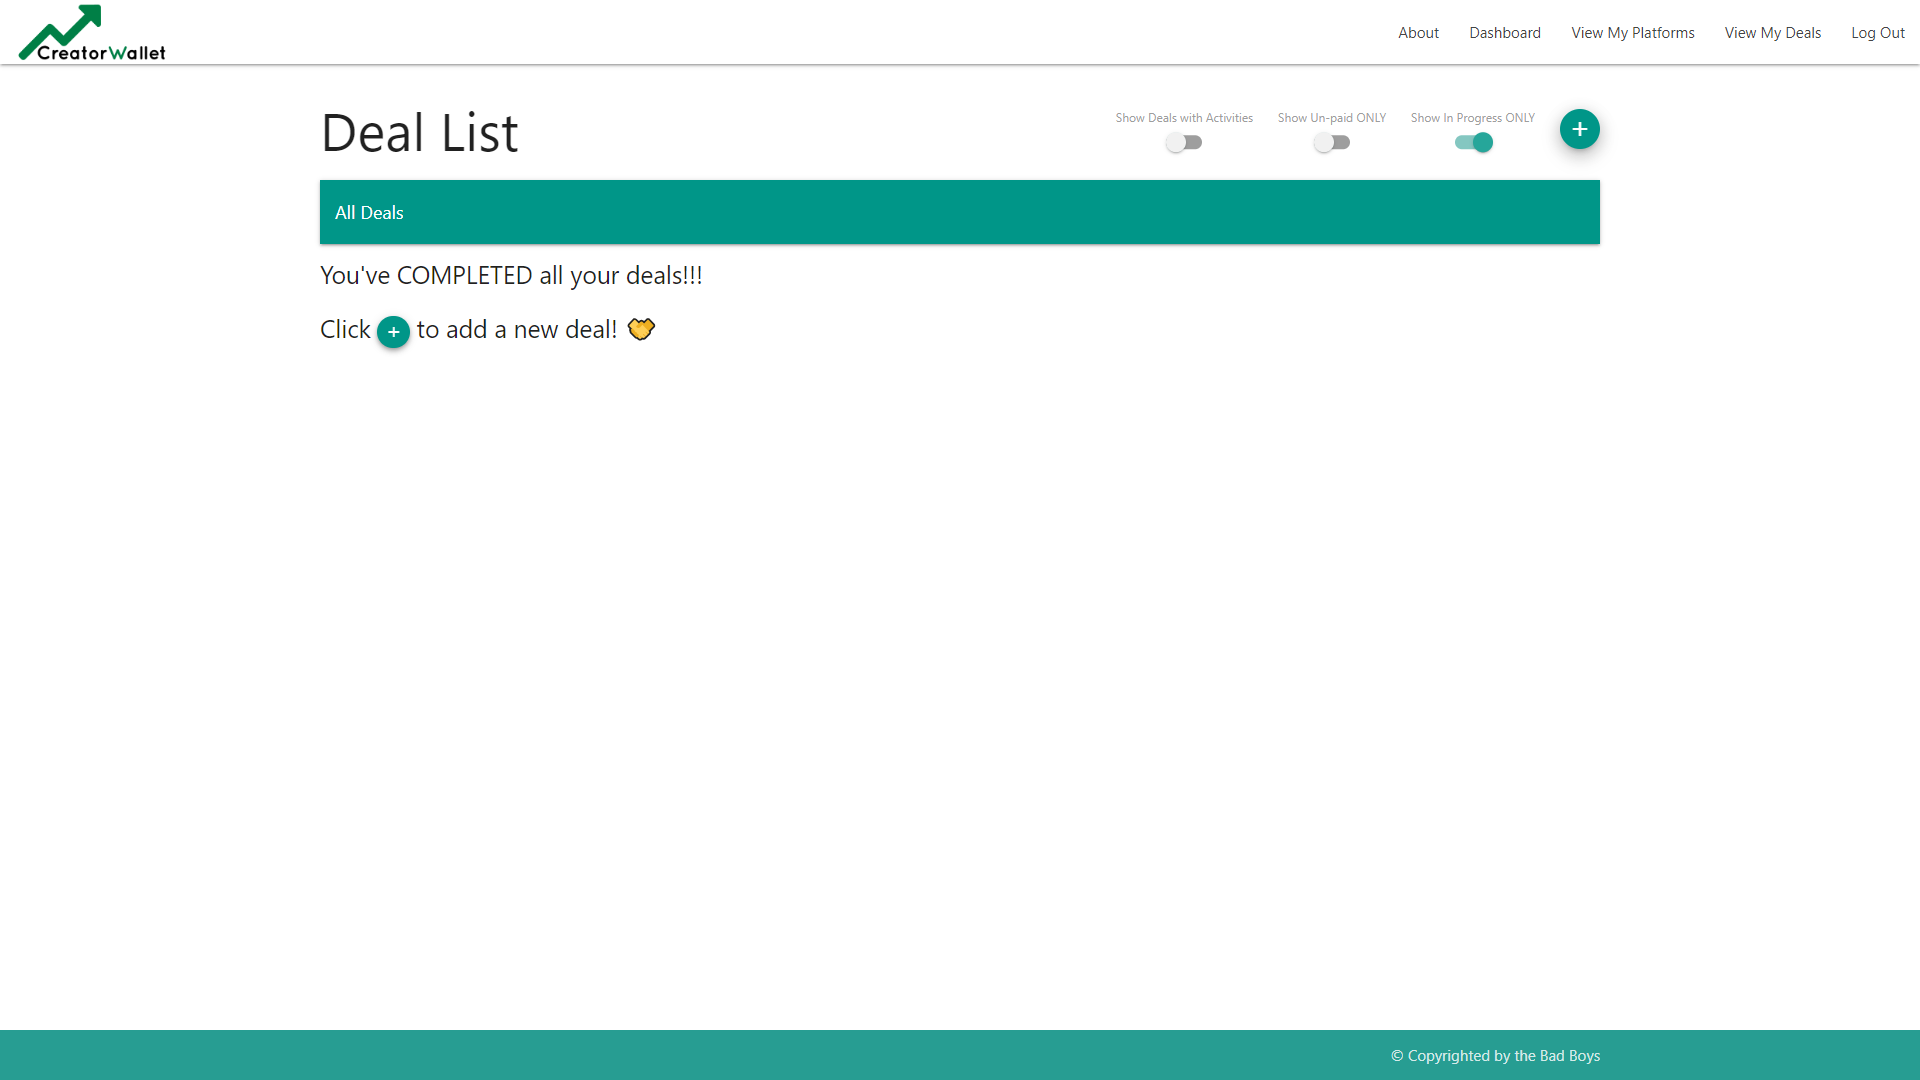 CreatorWallet
About Dashboard View My Platforms View My Deals Log Out
Deal List
Show Deals with Activities Show Un-paid ONLY Show In Progress ONLY
+
All Deals
You've COMPLETED all your deals!!!
Click + to add a new deal! 🤝
© Copyrighted by the Bad Boys